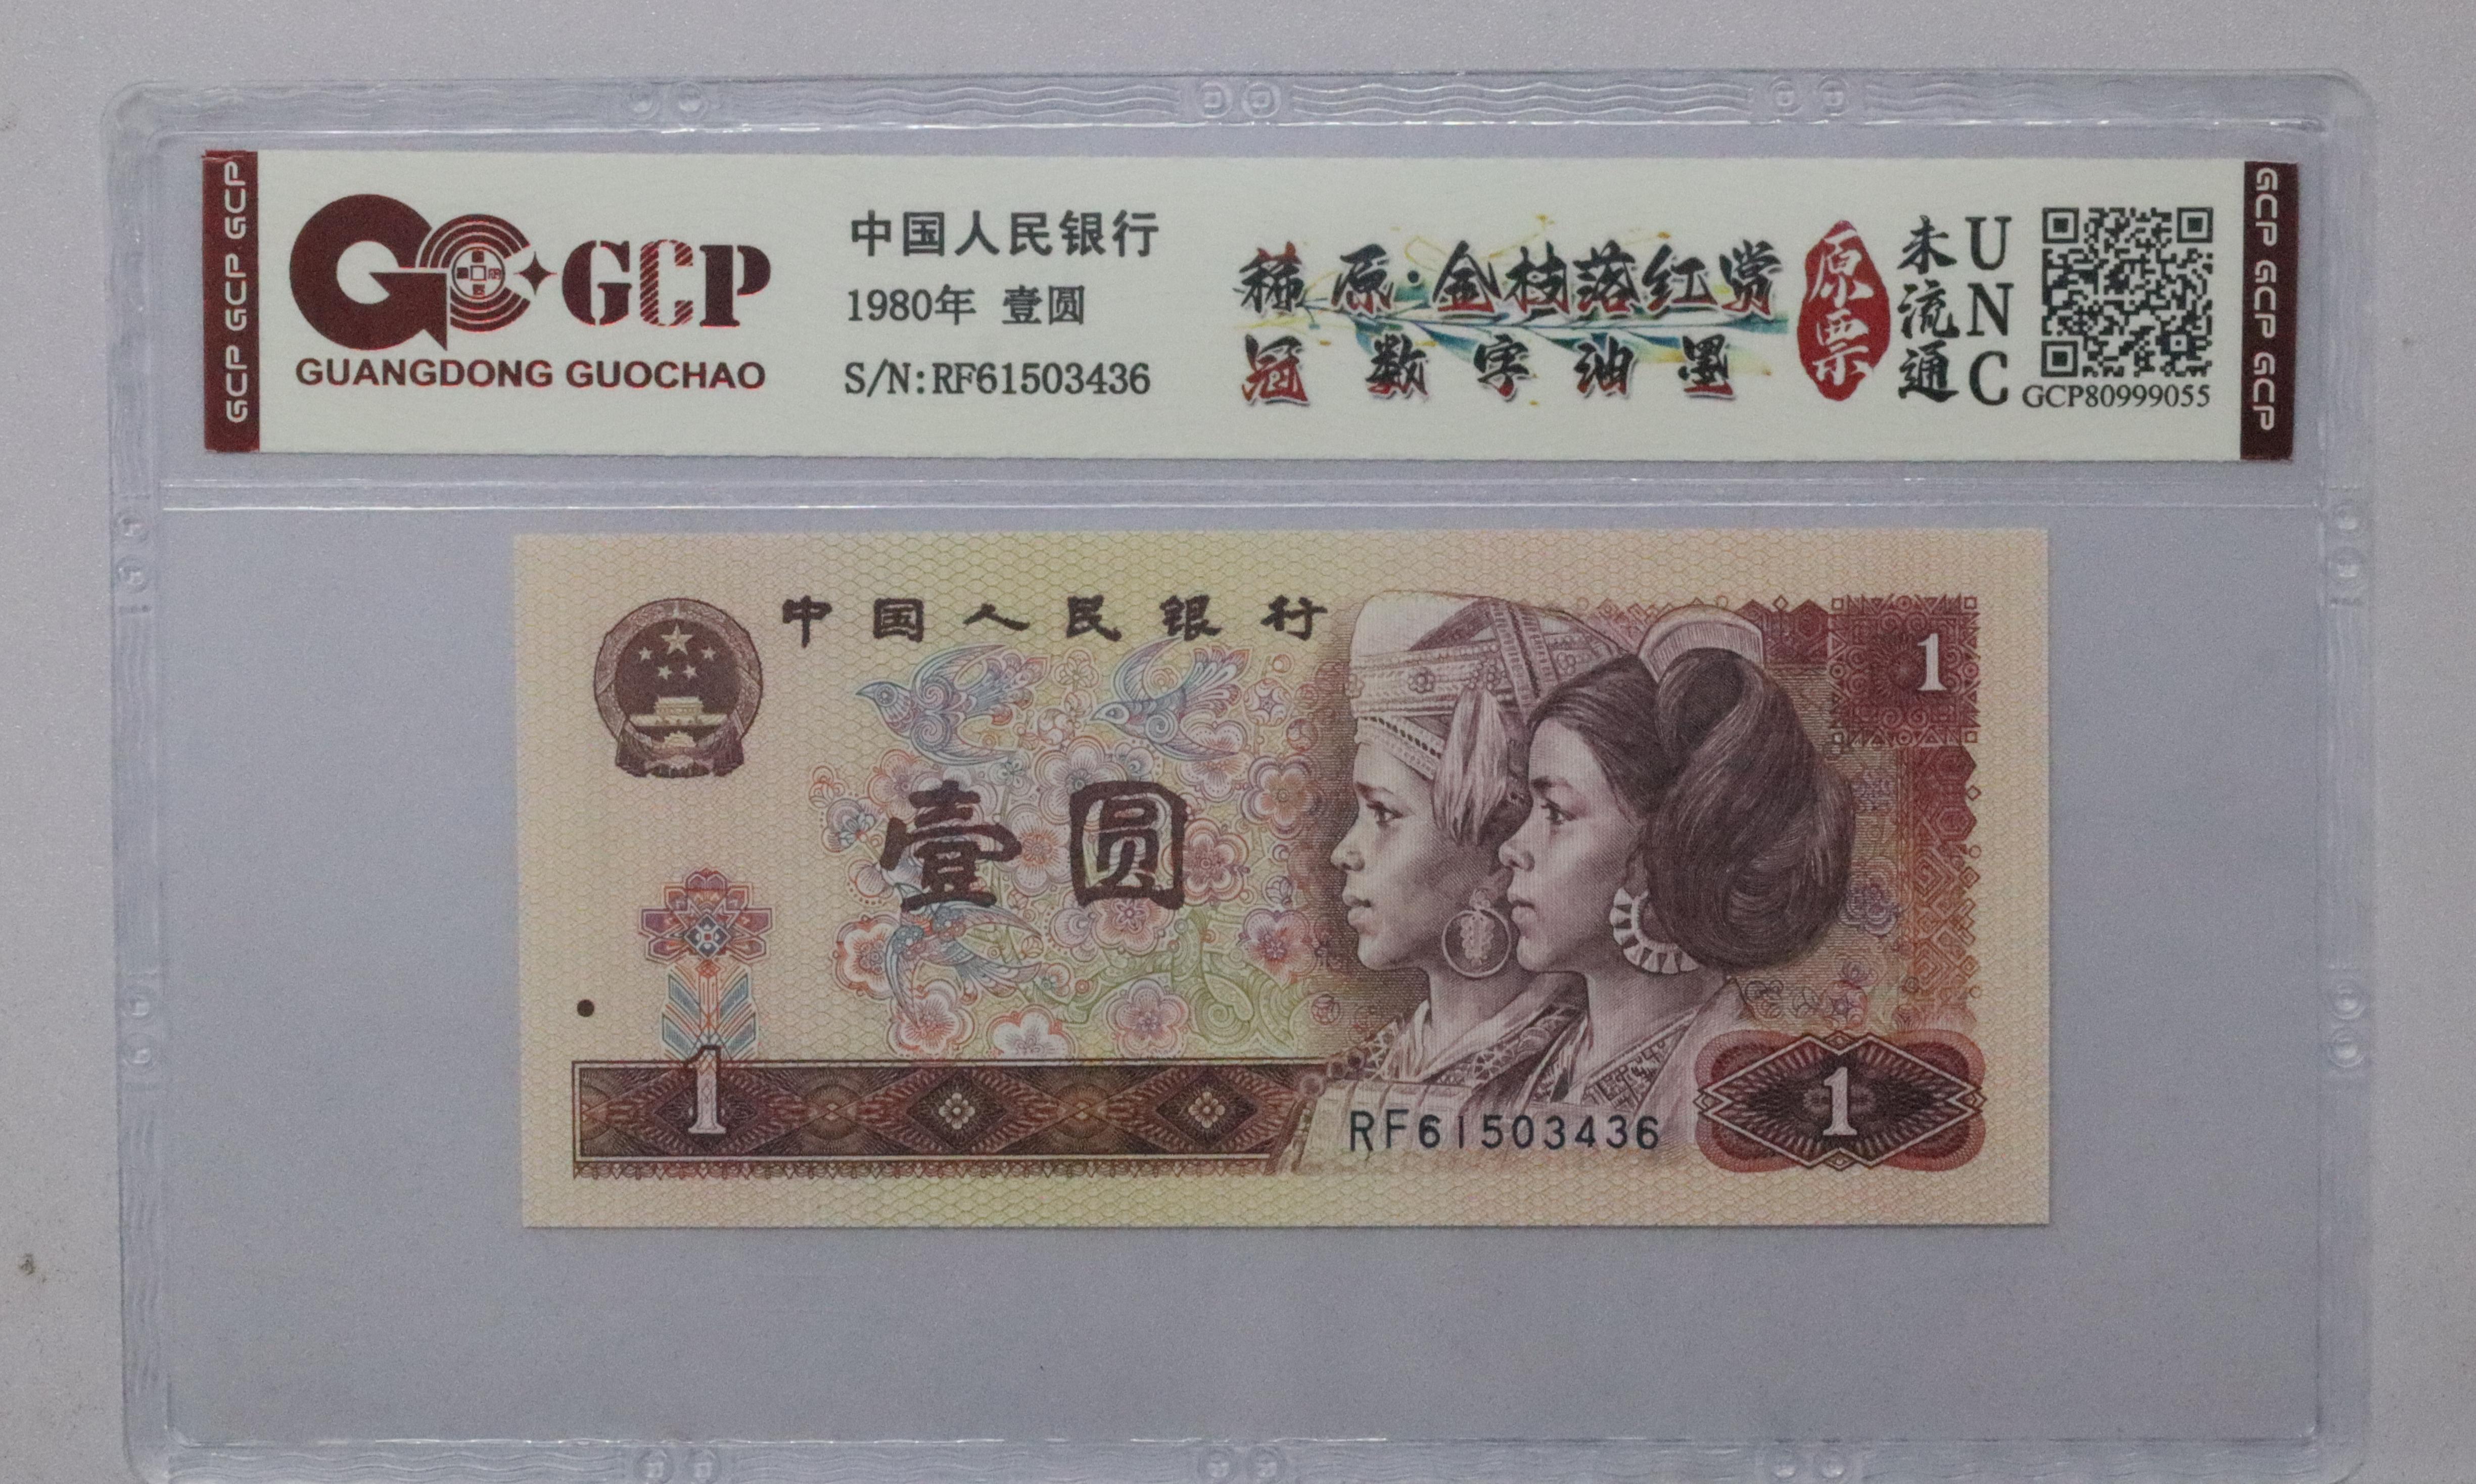 GCP GCP GCP
GCP
GUANGDONG GUOCHAO
中国人民银行
1980年 壹圆
S/N:RF61503436
稀原·金枝落红赏
冠数字油墨
原票
未流通
UNC
GCP80999055
GCP GCP GCP
中国人民银行
1
壹圆
1
RF61503436
1